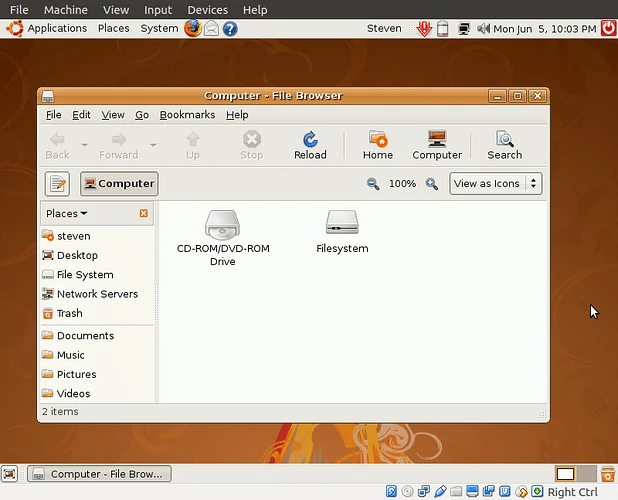 File Machine View Input Devices Help
Applications Places System Steven Mon Jun 5, 10:03 PM
Computer - File Browser
File Edit View Go Bookmarks Help
Back Forward Up Stop Reload Home Computer Search
Computer 100% View as Icons
Places
steven
Desktop
File System
Network Servers
Trash
Documents
Music
Pictures
Videos
CD-ROM/DVD-ROM
Drive
Filesystem
2 items
Computer - File Brow...
Right Ctrl